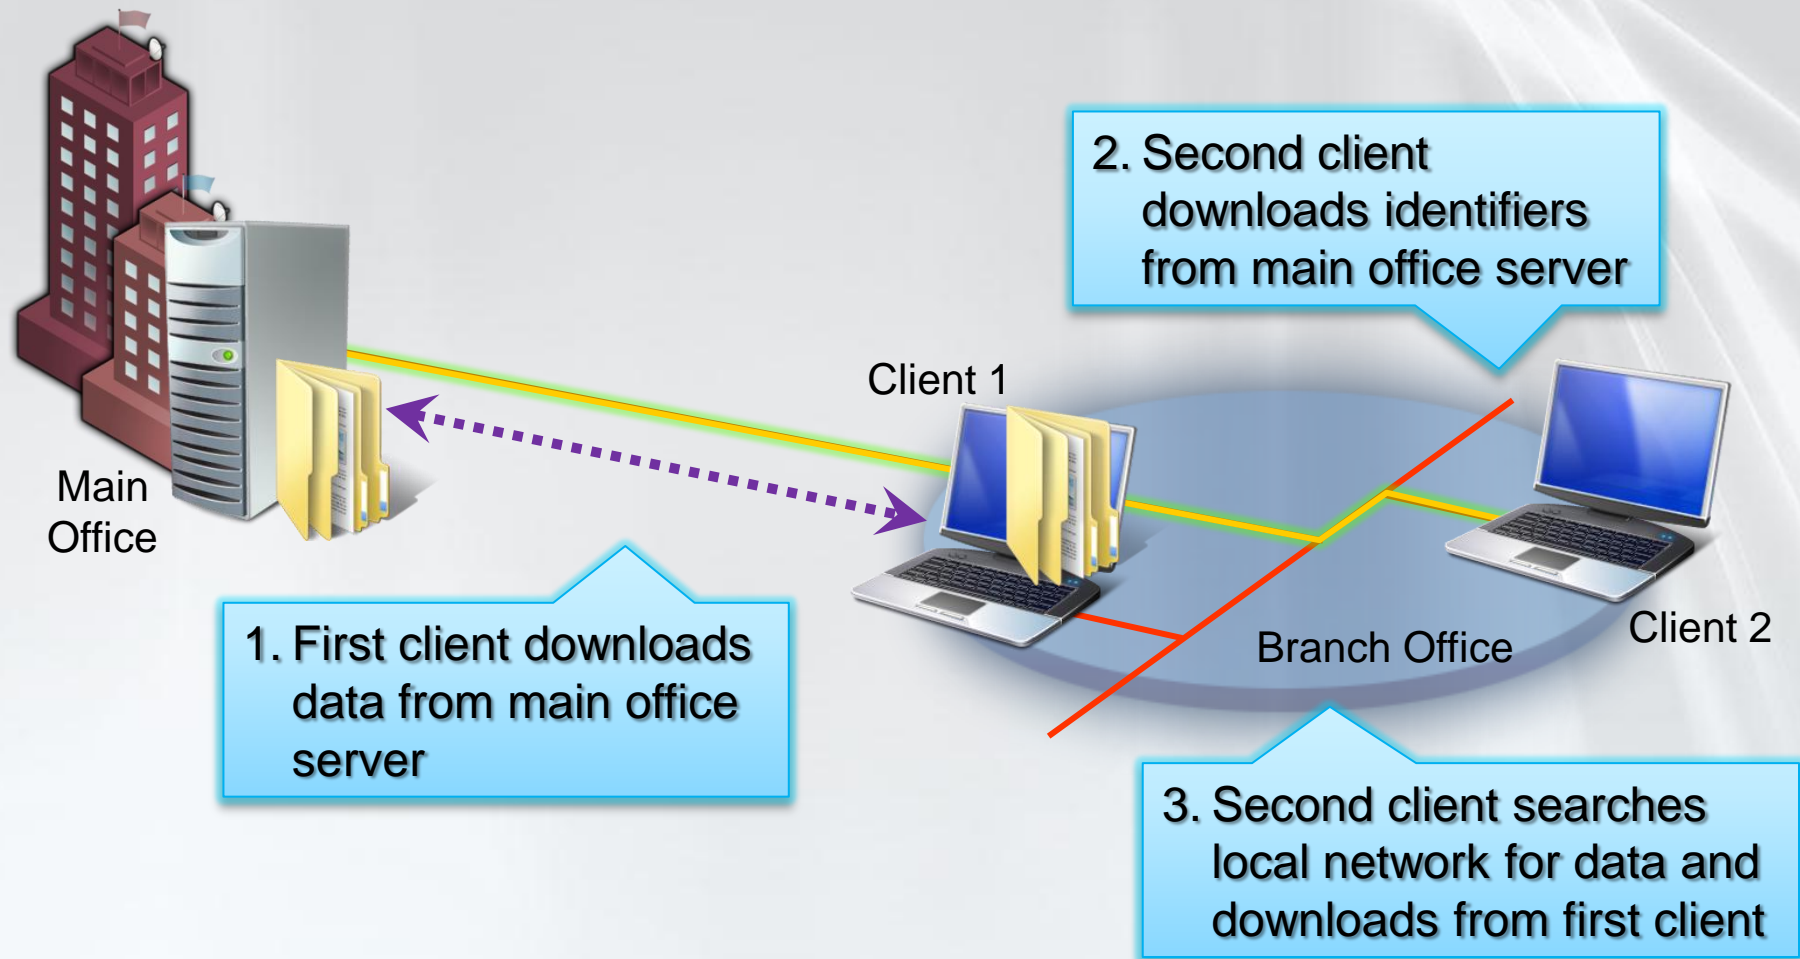 2. Second client
downloads identifiers
from main office server
Client 1
Main
Office
1. First client downloads
data from main office
server
Branch Office
Client 2
3. Second client searches
local network for data and
downloads from first client